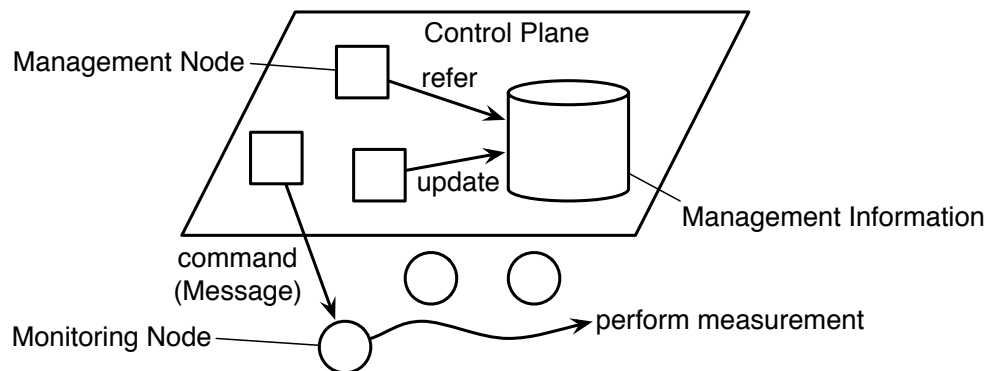 Control Plane
Management Node
refer
update
Management Information
command
(Message)
Monitoring Node
perform measurement